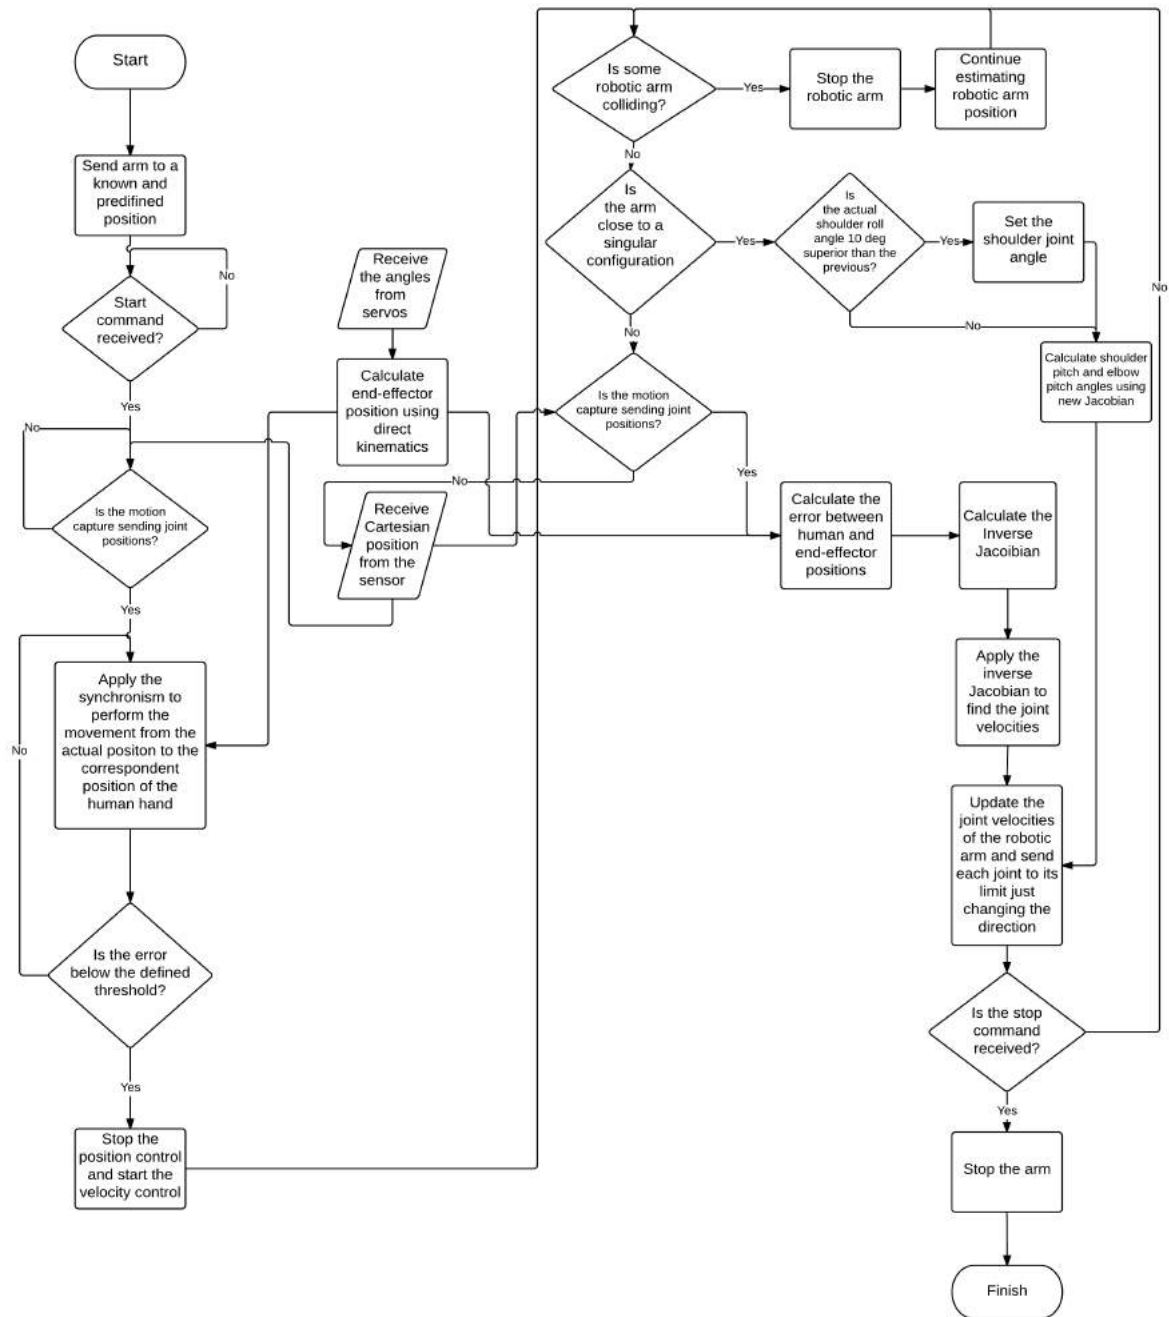 Start
Send arm to a
known and
predifined
position
No
Start
command
received?
Yes
No
Is the motion
capture sending joint
positions?
Yes
No
Apply the
synchronism to
perform the
movement from the
actual positon to the
correspondent
position of the
human hand
Is the error
below the defined
threshold?
Yes
Stop the
position control
and start the
velocity control
Receive
the angles
from
servos
Calculate
end-effector
position using
direct
kinematics
Receive
Cartesian
position
from the
sensor
Is some
robotic arm
colliding?
Yes
Stop the
robotic arm
Continue
estimating
robotic arm
position
No
Is
the arm
close to a
singular
configuration
Yes
Is
the actual
shoulder roll
angle 10 deg
superior than the
previous?
Yes
Set the
shoulder joint
angle
No
No
Calculate shoulder
pitch and elbow
pitch angles using
new Jacobian
No
Is the motion
capture sending joint
positions?
No
Yes
Calculate the
error between
human and
end-effector
positions
Calculate the
Inverse
Jacoibian
Apply the
inverse
Jacobian to
find the joint
velocities
Update the
joint velocities
of the robotic
arm and send
each joint to its
limit just
changing the
direction
Is the stop
command
received?
Yes
Stop the arm
Finish